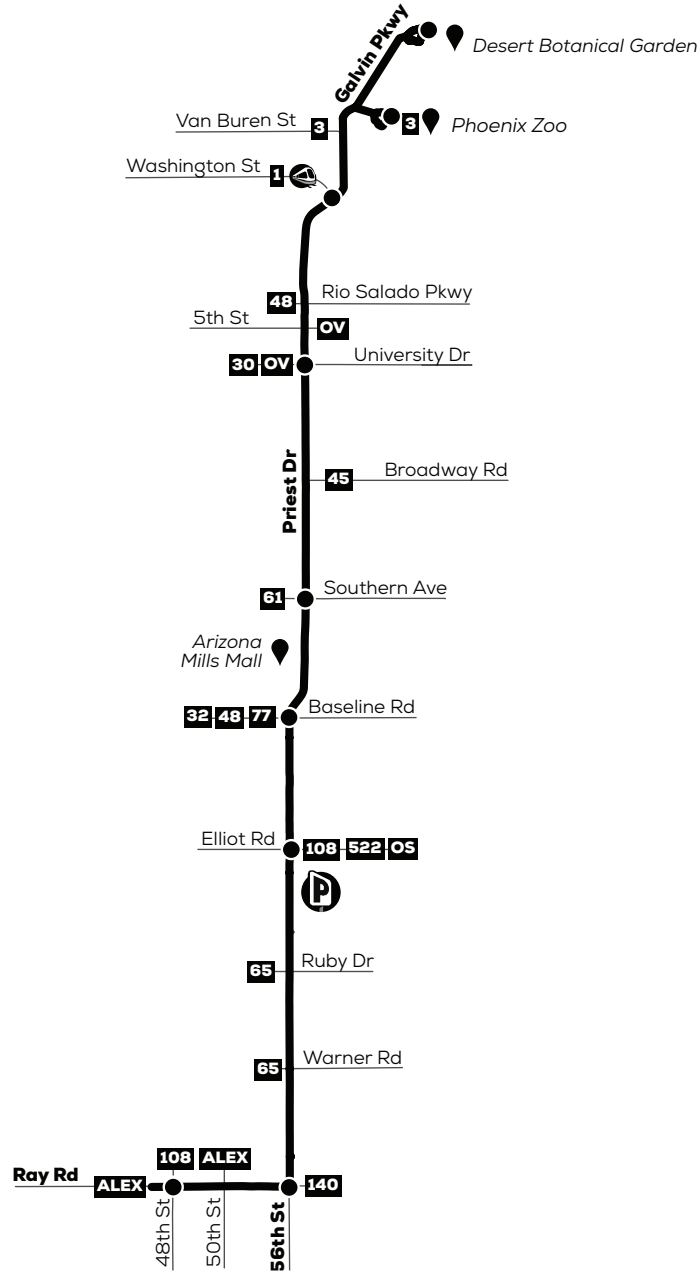 Galvin Pkwy
Desert Botanical Garden
Van Buren St
3
3
Phoenix Zoo
Washington St
1
48
Rio Salado Pkwy
5th St
OV
30 OV
University Dr
Priest Dr
45
Broadway Rd
61
Southern Ave
Arizona
Mills Mall
32 48 77
Baseline Rd
Elliot Rd
108 522 OS
P
65
Ruby Dr
65
Warner Rd
108 ALEX
Ray Rd
ALEX
140
48th St
50th St
56th St